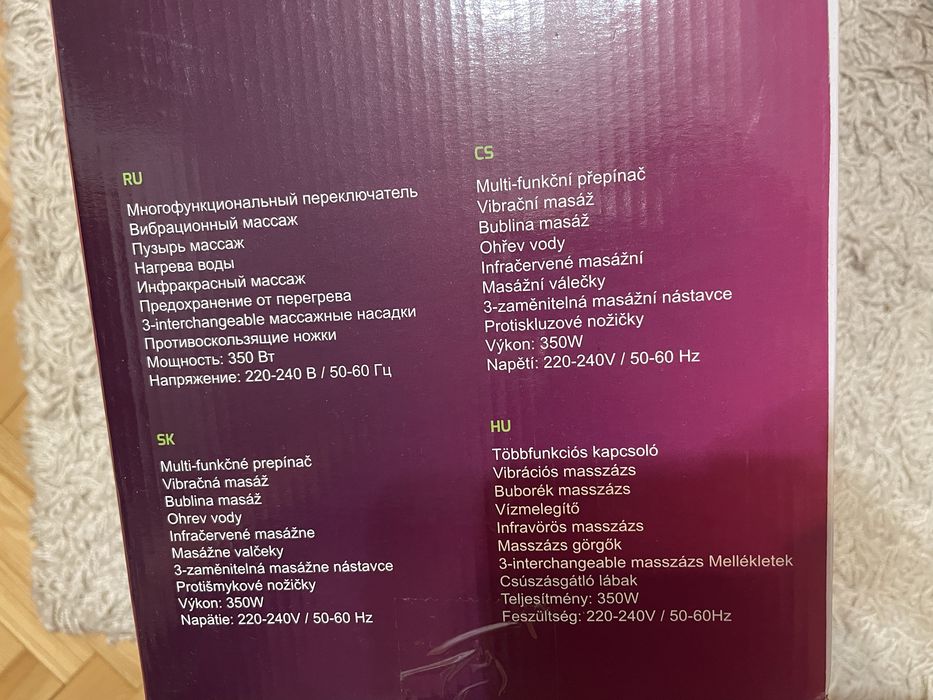 RU
Многофункциональный переключатель
Вибрационный массаж
Пузырь массаж
Нагрева воды
Инфракрасный массаж
Предохранение от перегрева
3-interchangeable массажные насадки
Противоскользящие ножки
Мощность: 350 Вт
Напряжение: 220-240 В / 50-60 Гц
CS
Multi-funkční přepínač
Vibrační masáž
Bublina masáž
Ohřev vody
Infračervené masážní
Masážní válečky
3-zaměnitelná masážní nástavce
Protiskluzové nožičky
Výkon: 350W
Napětí: 220-240V / 50-60 Hz
SK
Multi-funkčné prepínač
Vibračná masáž
Bublina masáž
Ohrev vody
Infračervené masážne
Masážne valčeky
3-zaměnitelná masážne nástavce
Protišmykové nožičky
Výkon: 350W
Napätie: 220-240V / 50-60 Hz
HU
Többfunkciós kapcsoló
Vibrációs masszázs
Buborék masszázs
Vízmelegítő
Infravörös masszázs
Masszázs görgők
3-interchangeable masszázs Mellékletek
Csúszásgátló lábak
Teljesítmény: 350W
Feszültség: 220-240V / 50-60Hz